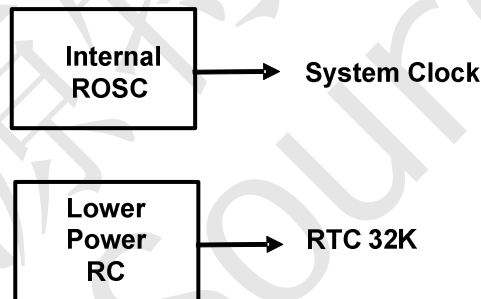 Internal
ROSC
System Clock
Lower
Power
RC
RTC 32K